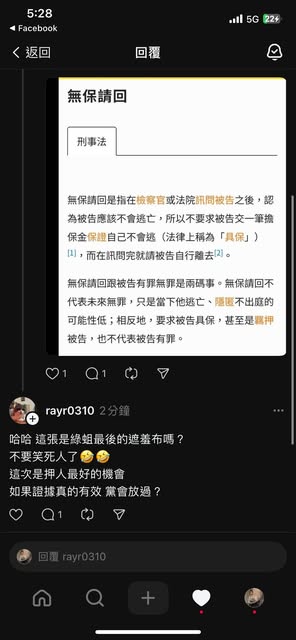 5:28
5G 22
◀ Facebook
返回
回覆
無保請回
刑事法
無保請回是指在檢察官或法院訊問被告之後，認
為被告應該不會逃亡，所以不要求被告交一筆擔
保金保證自己不會逃（法律上稱為「具保」）
[1]，而在訊問完就請被告自行離去[2]。
無保請回跟被告有罪無罪是兩碼事。無保請回不
代表未來無罪，只是當下他逃亡、隱匿不出庭的
可能性低；相反地，要求被告具保，甚至是羈押
被告，也不代表被告有罪。
1
1
rayr0310 2分鐘
哈哈 這張是綠蛆最後的遮羞布嗎？
不要笑死人了🤣🤣
這次是押人最好的機會
如果證據真的有效 黨會放過？
1
回覆 rayr0310